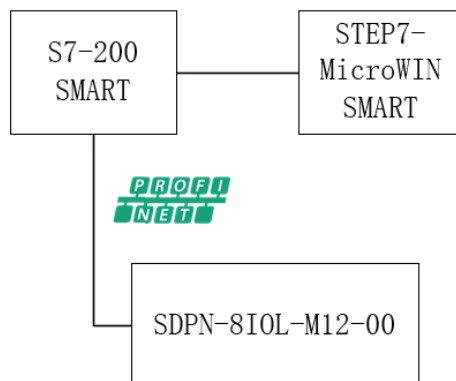 S7-200
SMART
STEP7-
MicroWIN
SMART
PROFI
NET
SDPN-8IOL-M12-00